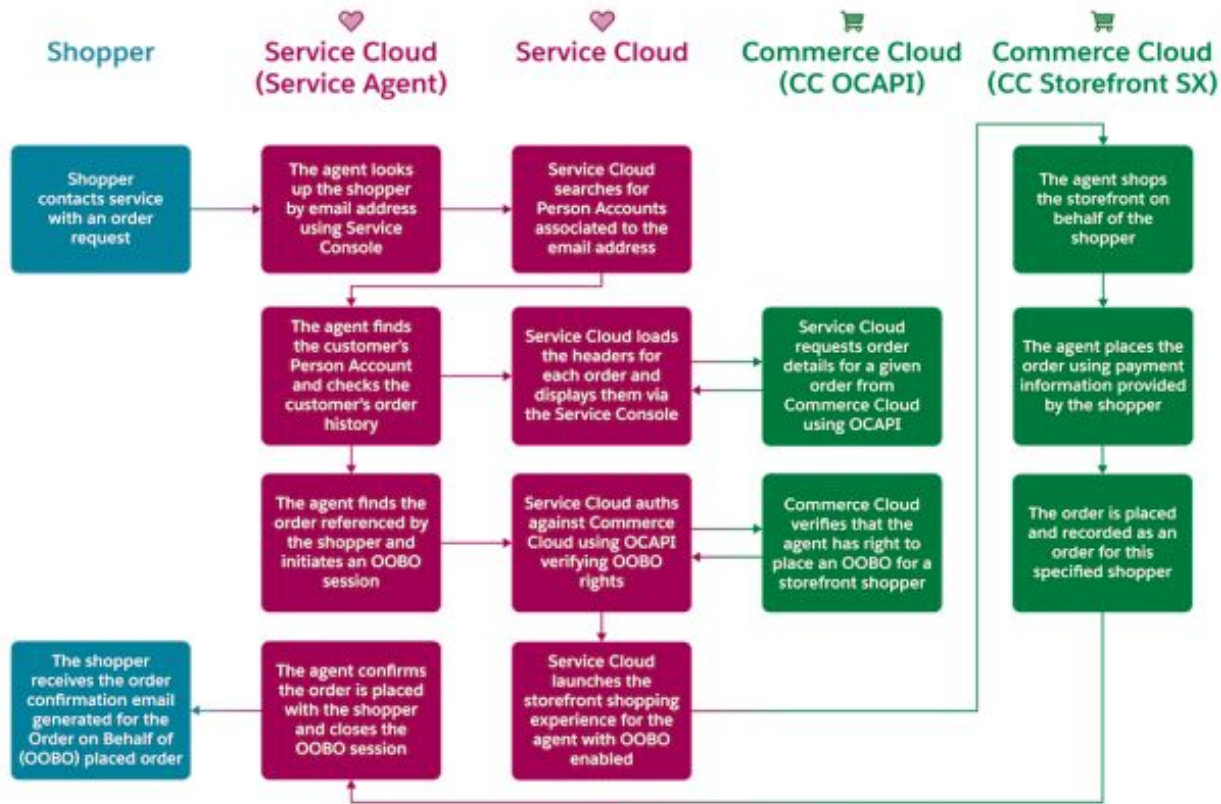 Shopper
Service Cloud
(Service Agent)
Service Cloud
Commerce Cloud
(CC OCAPI)
Commerce Cloud
(CC Storefront SX)
Shopper
contacts service
with an order
request
The agent looks
up the shopper
by email address
using Service
Console
Service Cloud
searches for
Person Accounts
associated to the
email address
The agent shops
the storefront on
behalf of the
shopper
The agent finds
the customer's
Person Account
and checks the
customer's order
history
Service Cloud loads
the headers for
each order and
displays them via
the Service Console
Service Cloud
requests order
details for a given
order from
Commerce Cloud
using OCAPI
The agent places the
order using payment
information provided
by the shopper
The agent finds the
order referenced by
the shopper and
initiates an OOBO
session
Service Cloud auths
against Commerce
Cloud using OCAPI
verifying OOBO
rights
Commerce Cloud
verifies that the
agent has right to
place an OOBO for a
storefront shopper
The order is placed
and recorded as an
order for this
specified shopper
The shopper
receives the order
confirmation email
generated for the
Order on Behalf of
(OOBO) placed order
The agent confirms
the order is placed
with the shopper
and closes the
OOBO session
Service Cloud
launches the
storefront shopping
experience for the
agent with OOBO
enabled